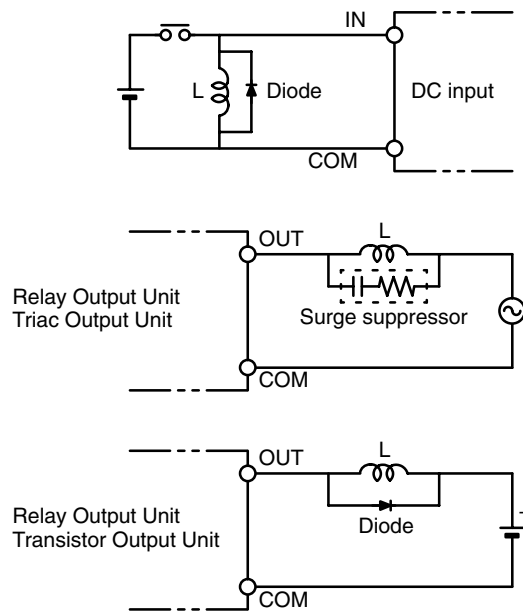 IN
L
Diode
DC input
COM
OUT
L
Relay Output Unit
Triac Output Unit
Surge suppressor
COM
OUT
L
Relay Output Unit
Transistor Output Unit
Diode
+
COM